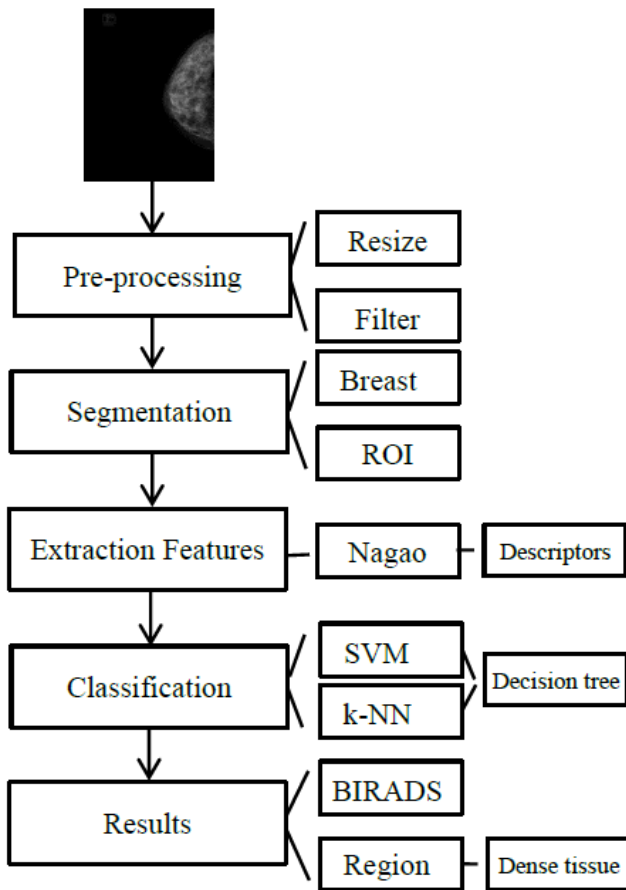 Pre-processing
Resize
Filter
Segmentation
Breast
ROI
Extraction Features
Nagao
Descriptors
Classification
SVM
k-NN
Decision tree
Results
BIRADS
Region
Dense tissue